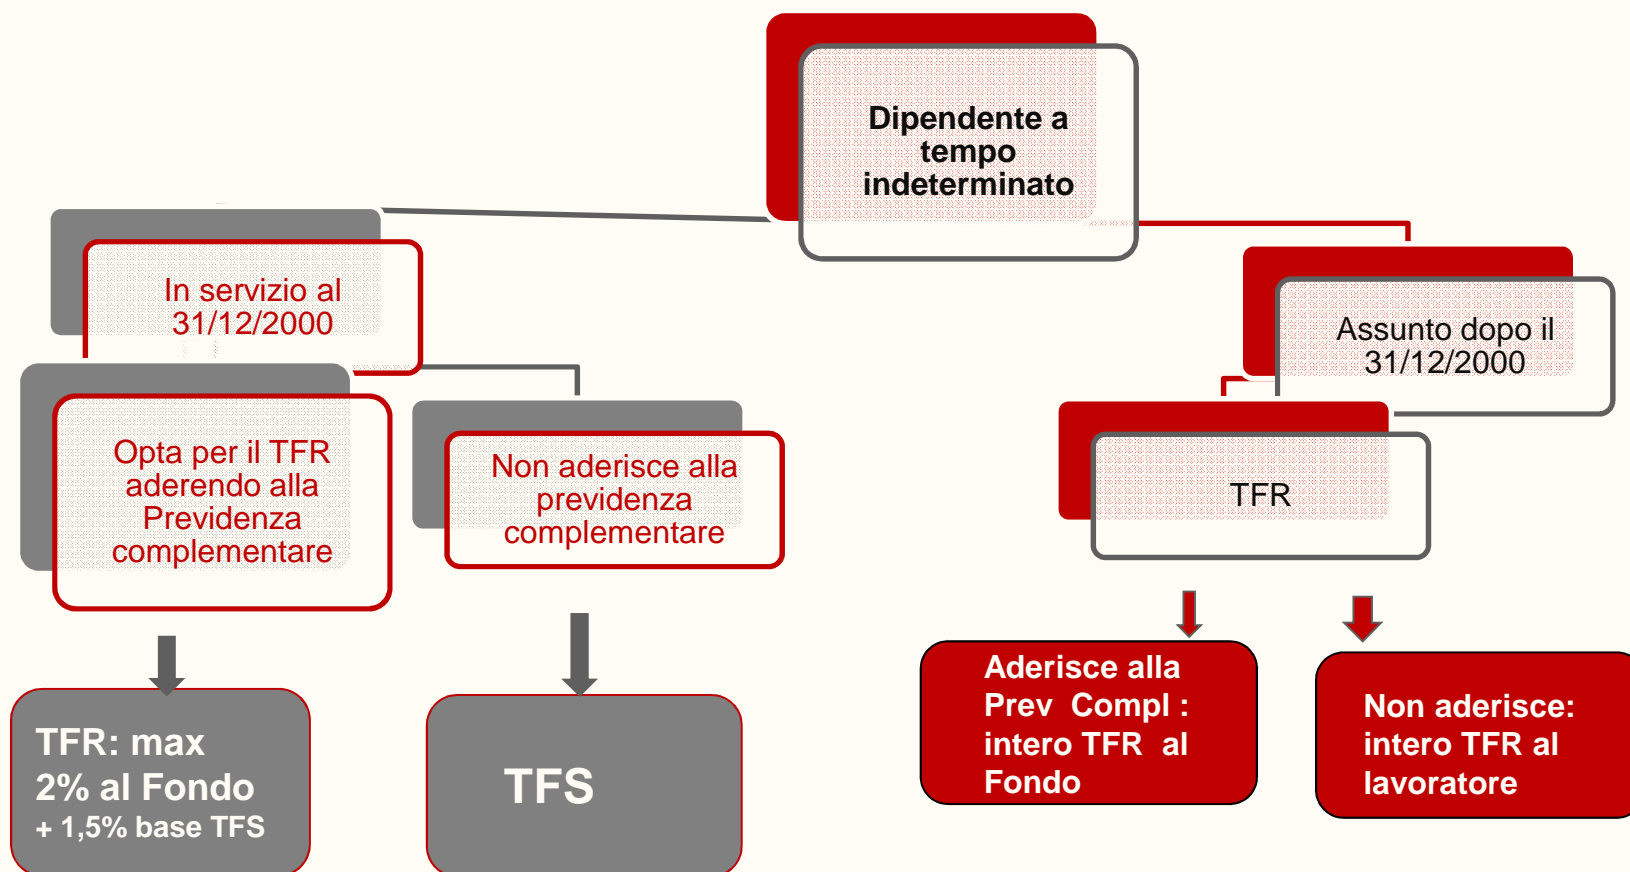 Dipendente a
tempo
indeterminato
In servizio al
31/12/2000
Assunto dopo il
31/12/2000
Opta per il TFR
aderendo alla
Previdenza
complementare
Non aderisce alla
previdenza
complementare
TFR
TFR: max
2% al Fondo
+ 1,5% base TFS
TFS
Aderisce alla
Prev Compl :
intero TFR al
Fondo
Non aderisce:
intero TFR al
lavoratore